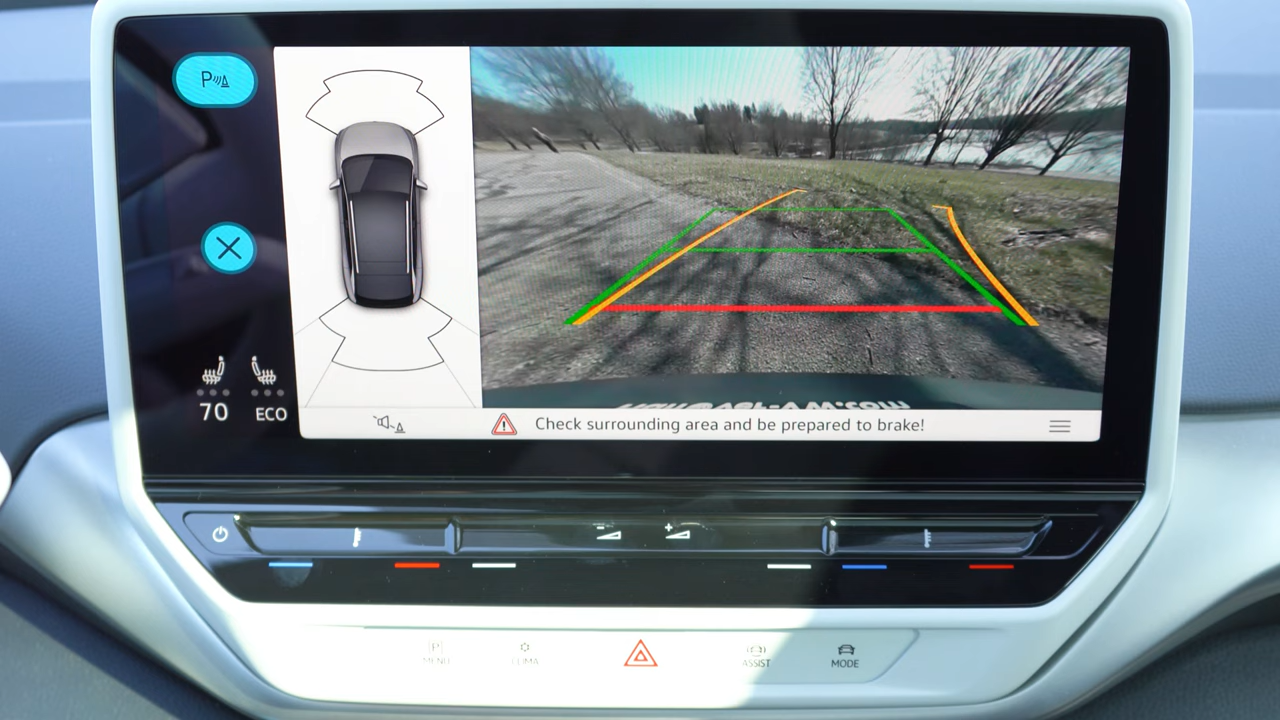 P
70
ECO
Check surrounding area and be prepared to brake!
P
MENU
CLIMA
ASSIST
MODE